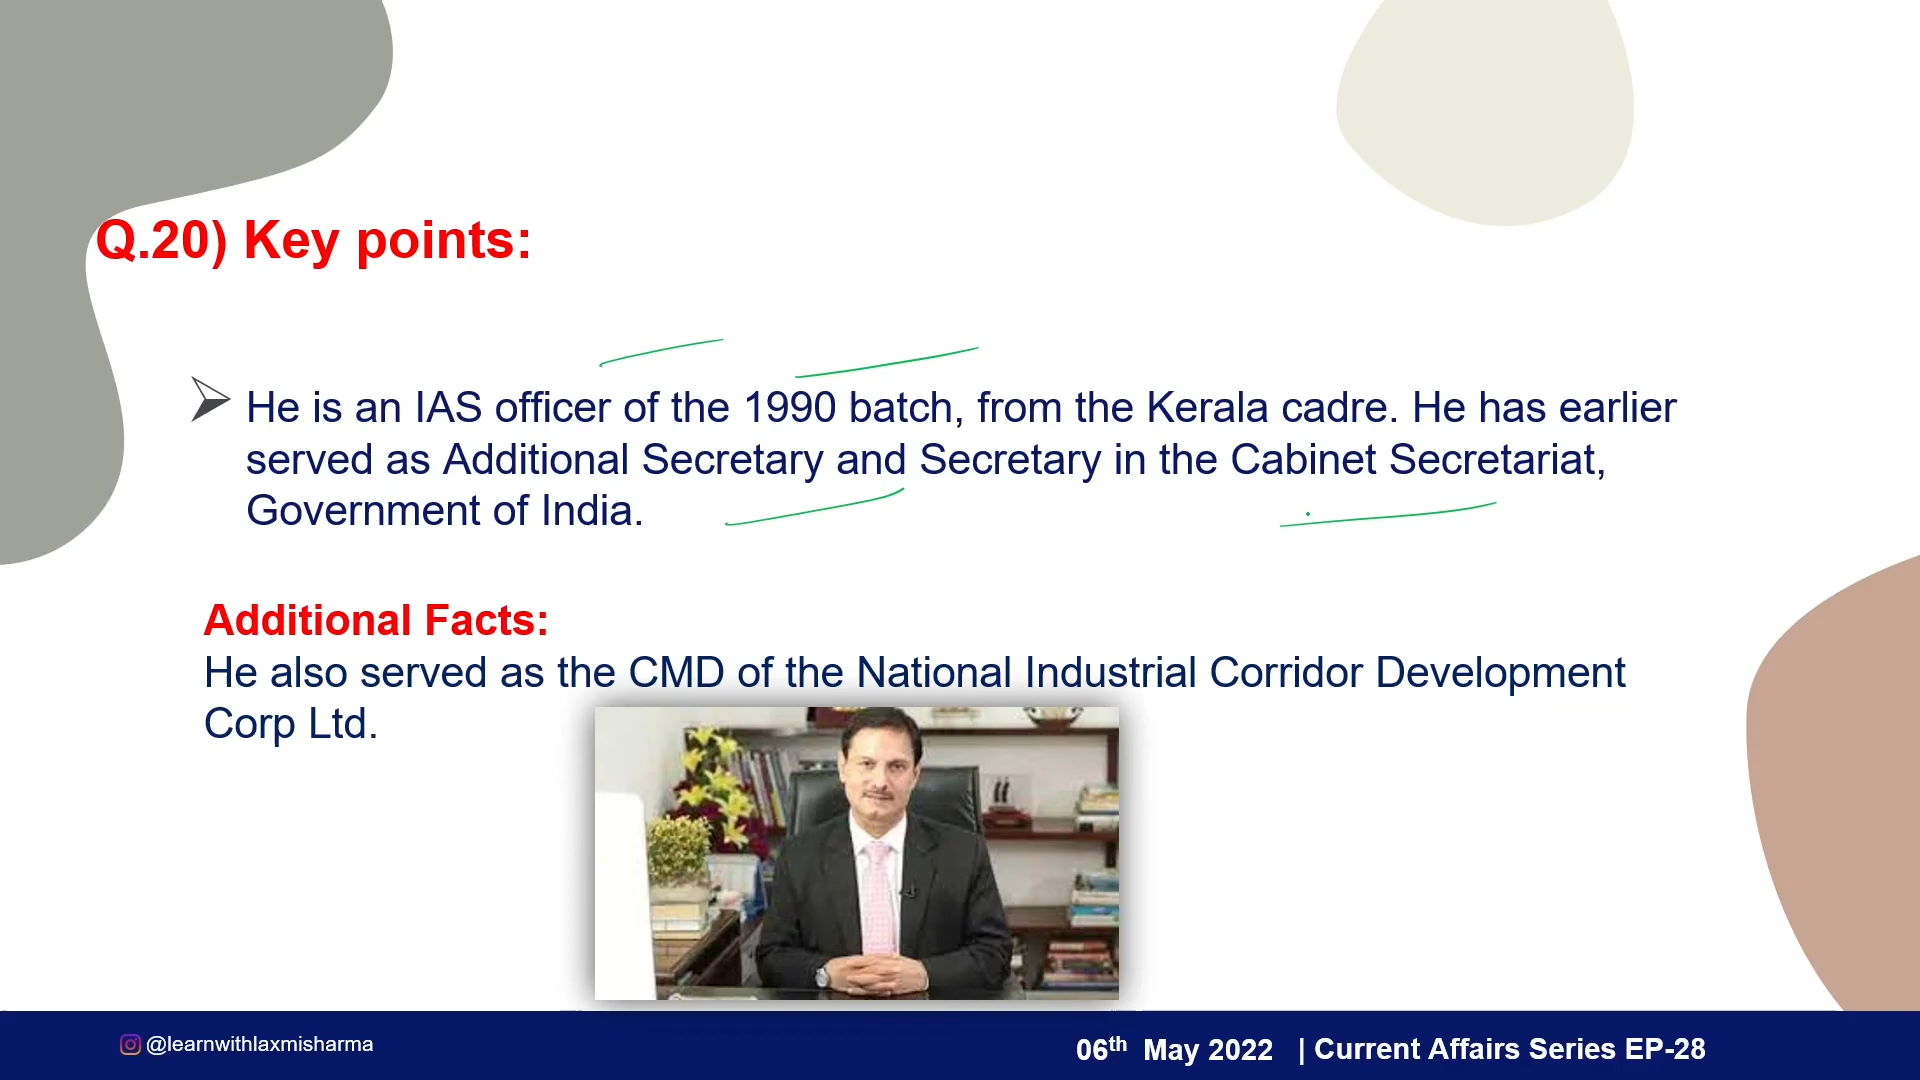 Q.20) Key points:
He is an IAS officer of the 1990 batch, from the Kerala cadre. He has earlier
served as Additional Secretary and Secretary in the Cabinet Secretariat,
Government of India.
Additional Facts:
He also served as the CMD of the National Industrial Corridor Development
Corp Ltd.
@learnwithlaxmisharma
06th May 2022 | Current Affairs Series EP-28